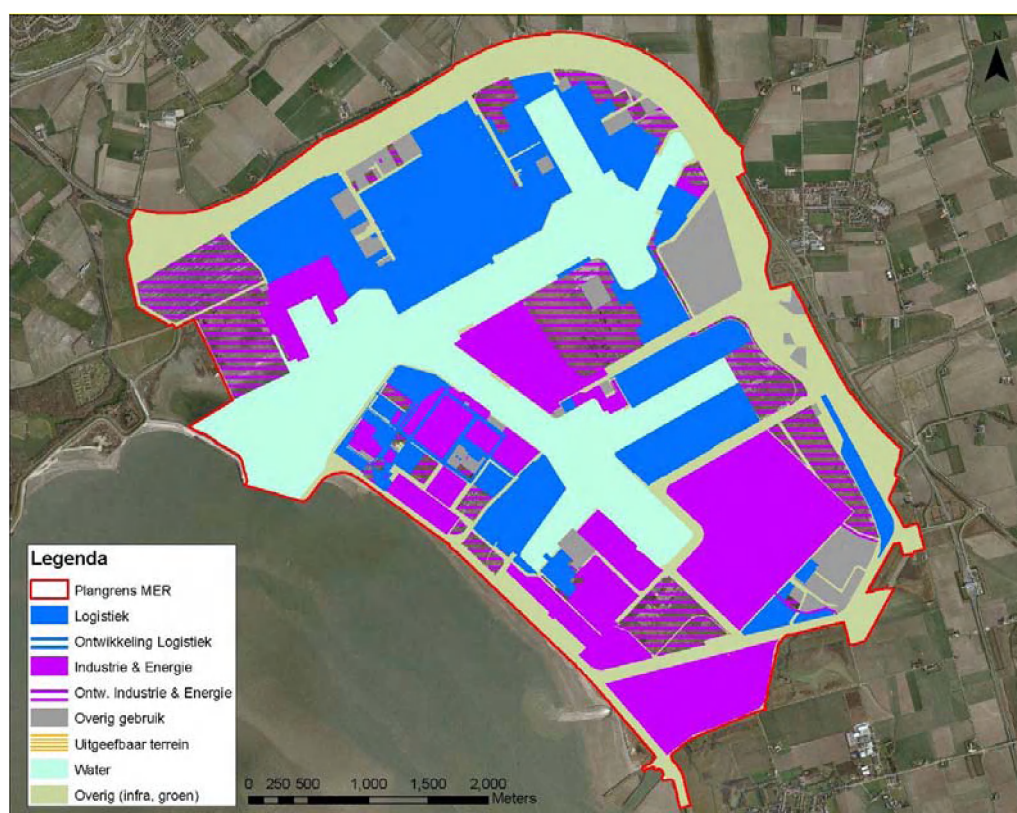 N
Legenda
Plangrens MER
Logistiek
Ontwikkeling Logistiek
Industrie & Energie
Ontw. Industrie & Energie
Overig gebruik
Uitgeefbaar terrein
Water
Overig (infra, groen)
0 250 500 1,000 1,500 2,000
Meters